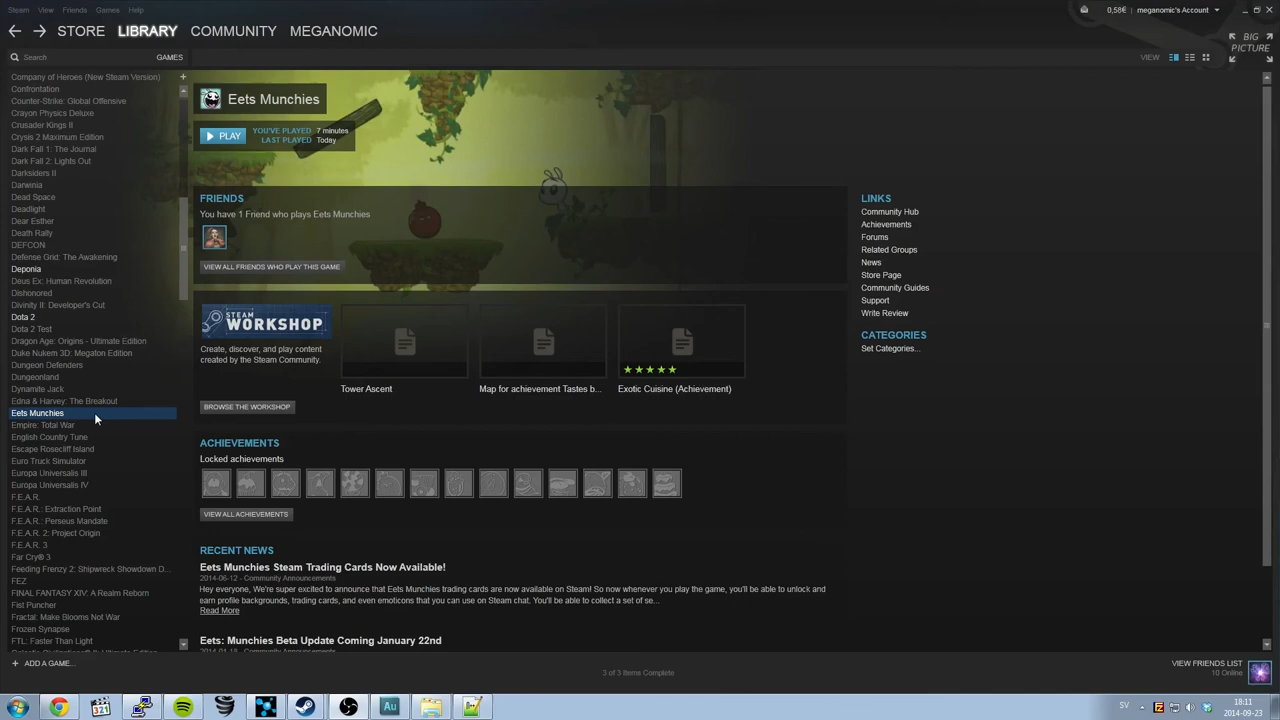 Steam View Friends Games Help
0,58€ meganomic's Account
STORE LIBRARY COMMUNITY MEGANOMIC
BIG PICTURE
Search GAMES
VIEW
Company of Heroes (New Steam Version)
Confrontation
Counter-Strike: Global Offensive
Crayon Physics Deluxe
Crusader Kings II
Crysis 2 Maximum Edition
Dark Fall 1: The Journal
Dark Fall 2: Lights Out
Darksiders II
Darwinia
Dead Space
Deadlight
Dear Esther
Death Rally
DEFCON
Defense Grid: The Awakening
Deponia
Deus Ex: Human Revolution
Dishonored
Divinity II: Developer's Cut
Dota 2
Dota 2 Test
Dragon Age: Origins - Ultimate Edition
Duke Nukem 3D: Megaton Edition
Dungeon Defenders
Dungeonland
Dynamite Jack
Edna & Harvey: The Breakout
Eets Munchies
Empire: Total War
English Country Tune
Escape Rosecliff Island
Euro Truck Simulator
Europa Universalis III
Europa Universalis IV
F.E.A.R.
F.E.A.R.: Extraction Point
F.E.A.R.: Perseus Mandate
F.E.A.R. 2: Project Origin
F.E.A.R. 3
Far Cry® 3
Feeding Frenzy 2: Shipwreck Showdown D...
FEZ
FINAL FANTASY XIV: A Realm Reborn
Fist Puncher
Fractal: Make Blooms Not War
Frozen Synapse
FTL: Faster Than Light
+ ADD A GAME...
Eets Munchies
PLAY
YOU'VE PLAYED 7 minutes
LAST PLAYED Today
FRIENDS
You have 1 Friend who plays Eets Munchies
VIEW ALL FRIENDS WHO PLAY THIS GAME
STEAM WORKSHOP
Create, discover, and play content
created by the Steam Community.
Tower Ascent
Map for achievement Tastes b...
Exotic Cuisine (Achievement)
BROWSE THE WORKSHOP
ACHIEVEMENTS
Locked achievements
VIEW ALL ACHIEVEMENTS
RECENT NEWS
Eets Munchies Steam Trading Cards Now Available!
2014-06-12 - Community Announcements
Hey everyone, We're super excited to announce that Eets Munchies trading cards are now available on Steam! So now whenever you play the game, you'll be able to unlock and
earn profile backgrounds, trading cards, and even emoticons that you can use on Steam chat. You'll be able to collect a set of se...
Read More
Eets: Munchies Beta Update Coming January 22nd
LINKS
Community Hub
Achievements
Forums
Related Groups
News
Store Page
Community Guides
Support
Write Review
CATEGORIES
Set Categories...
3 of 3 Items Complete
VIEW FRIENDS LIST
10 Online
321
Au
SV
18:11
2014-09-23